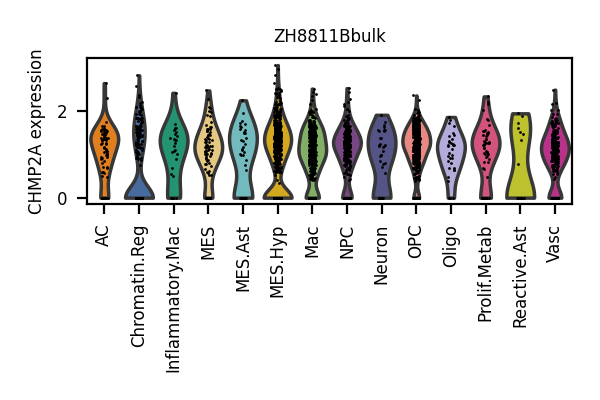 ZH8811Bbulk
CHMP2A expression
2
0
AC
Chromatin.Reg
Inflammatory.Mac
MES
MES.Ast
MES.Hyp
Mac
NPC
Neuron
OPC
Oligo
Prolif.Metab
Reactive.Ast
Vasc